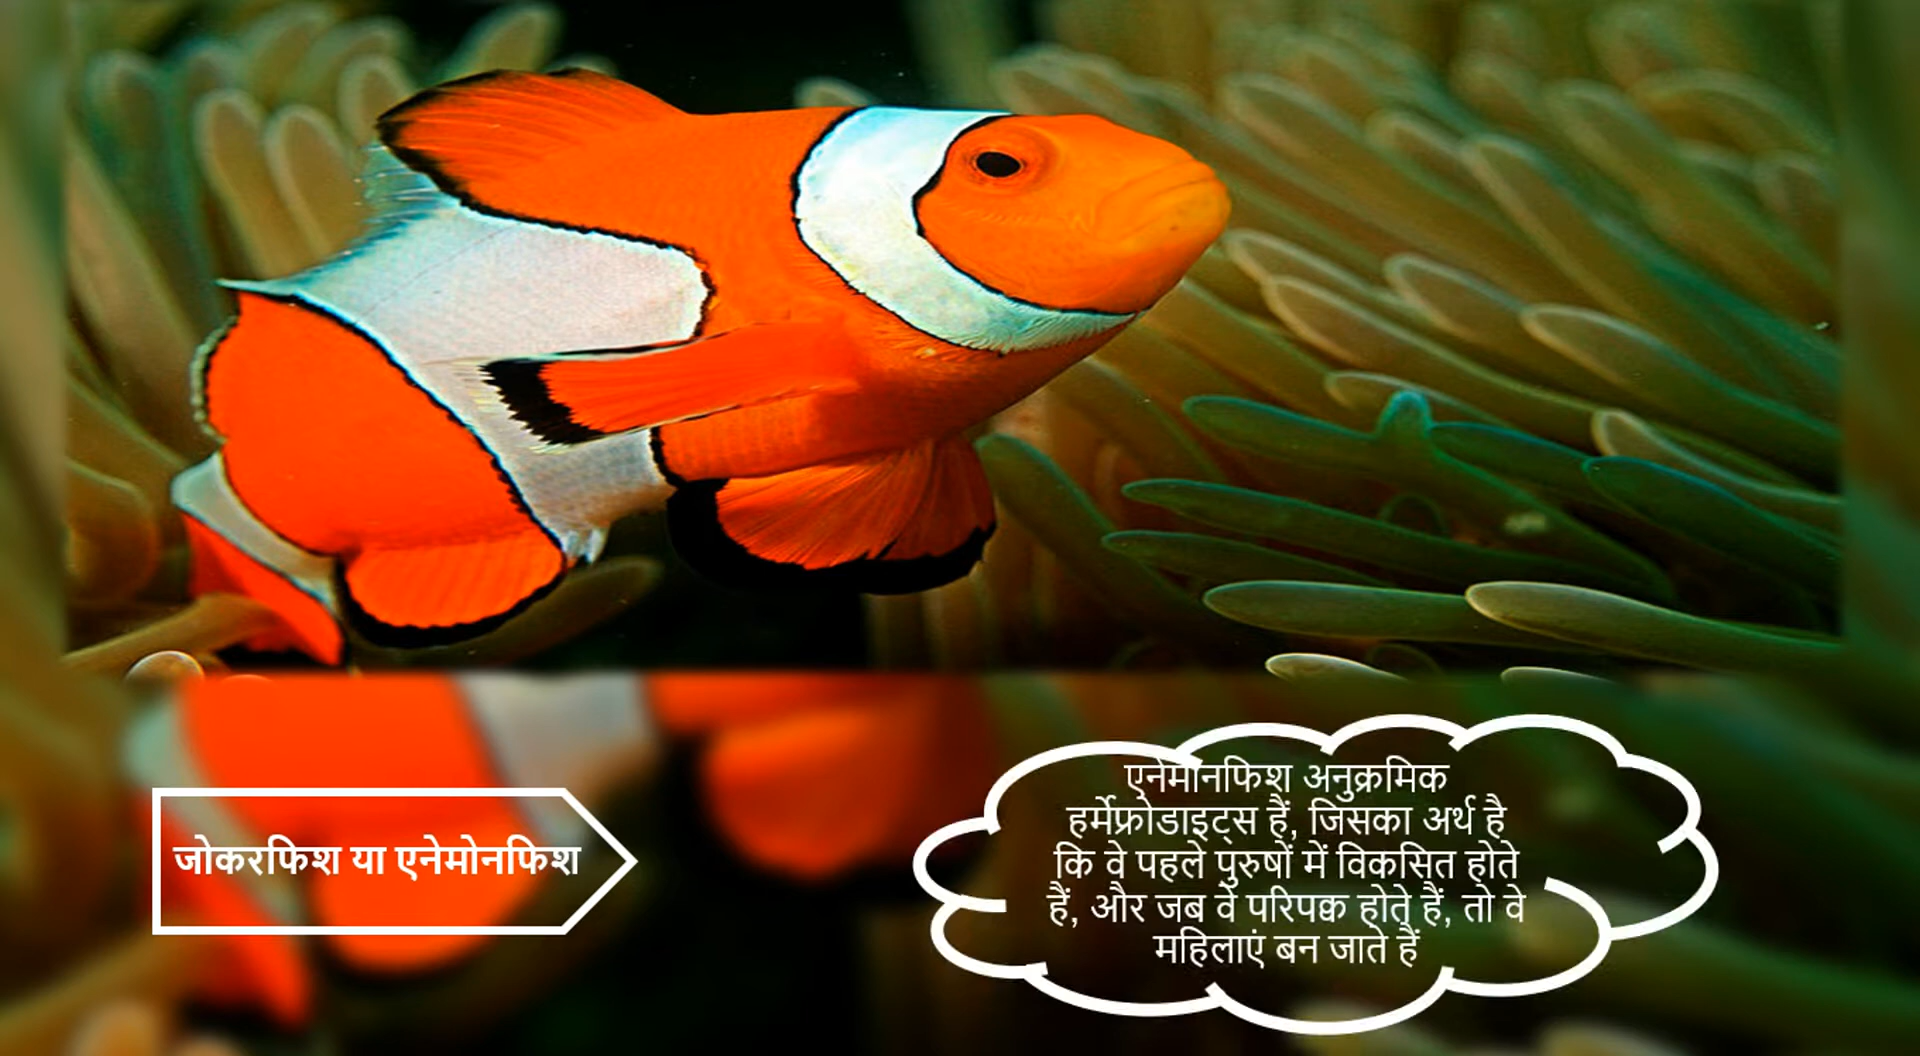 जोकरफिश या एनेमोनफिश
एनेमोनफिश अनुक्रमिक
हर्मेफ्रोडाइट्स हैं, जिसका अर्थ है
कि वे पहले पुरुषों में विकसित होते
हैं, और जब वे परिपक्व होते हैं, तो वे
महिलाएं बन जाते हैं